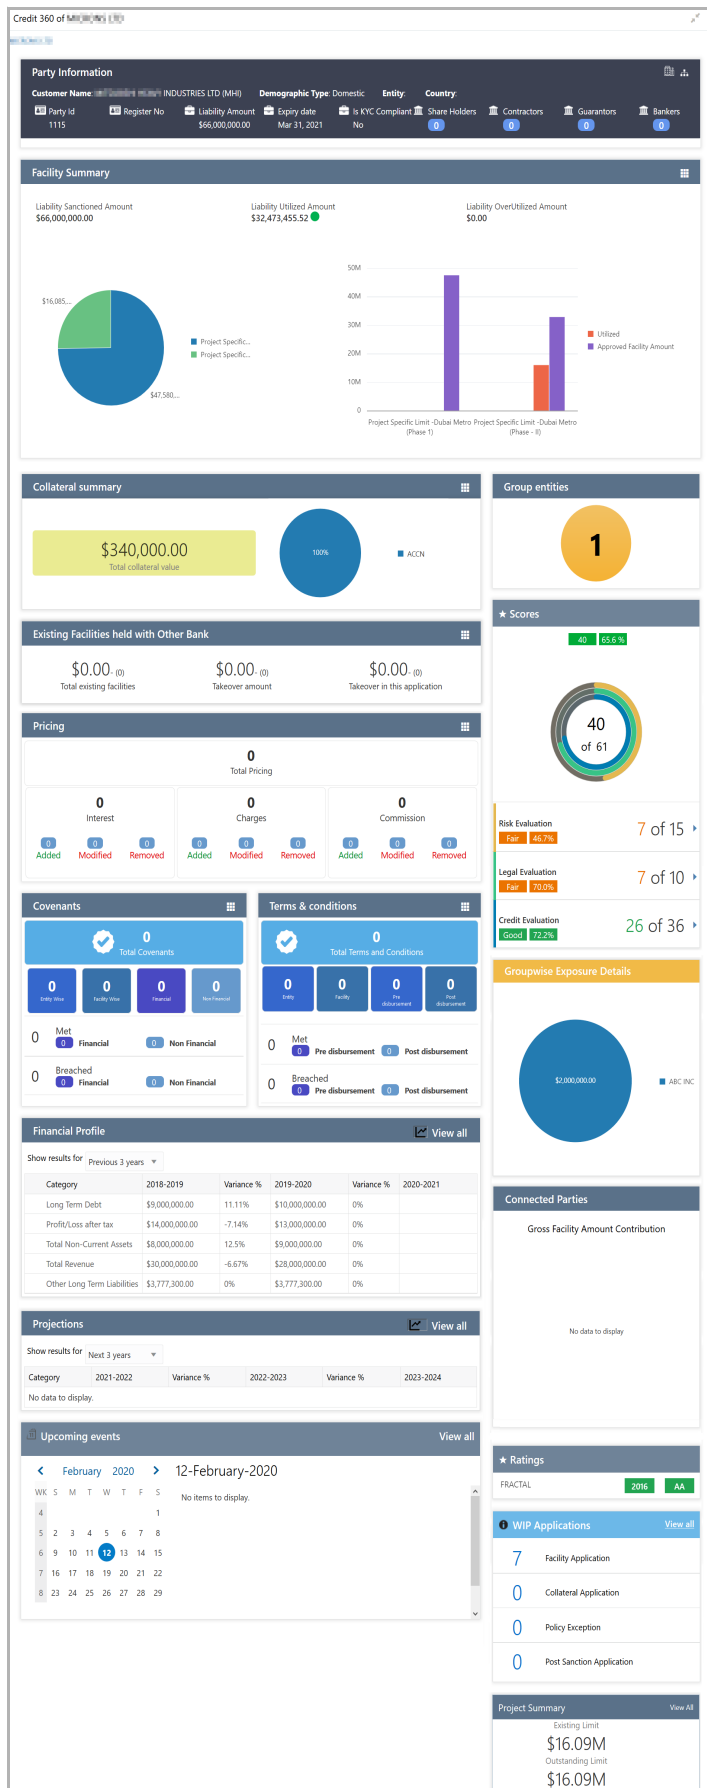 Credit 360 of
Party Information
Customer Name: INDUSTRIES LTD (MHI) Demographic Type: Domestic Entity: Country:
Party Id Register No Liability Amount Expiry date Is KYC Compliant Share Holders Contractors Guarantors Bankers
1115 $66,000,000.00 Mar 31, 2021 No 0 0 0 0
Facility Summary
Liability Sanctioned Amount Liability Utilized Amount Liability OverUtilized Amount
$66,000,000.00 $32,473,455.52 $0.00
$16,085,...
$47,580,...
Project Specific...
Project Specific...
50M
40M
30M
20M
10M
0
Project Specific Limit -Dubai Metro Project Specific Limit -Dubai Metro
(Phase 1) (Phase - II)
Utilized
Approved Facility Amount
Collateral summary
$340,000.00
Total collateral value
100%
ACCN
Group entities
1
Existing Facilities held with Other Bank
$0.00- (0) $0.00- (0) $0.00- (0)
Total existing facilities Takeover amount Takeover in this application
Scores
40 65.6 %
40
of 61
Risk Evaluation
Fair 46.7% 7 of 15
Legal Evaluation
Fair 70.0% 7 of 10
Credit Evaluation
Good 72.2% 26 of 36
Pricing
0
Total Pricing
0 0 0
Interest Charges Commission
0 0 0 0 0 0 0 0 0
Added Modified Removed Added Modified Removed Added Modified Removed
Covenants
0
Total Covenants
0 0 0 0
Entity Wise Facility Wise Financial Non Financial
0 Met
0 Financial 0 Non Financial
0 Breached
0 Financial 0 Non Financial
Terms & conditions
0
Total Terms and Conditions
0 0 0 0
Entity Facility Pre disbursement Post disbursement
0 Met
0 Pre disbursement 0 Post disbursement
0 Breached
0 Pre disbursement 0 Post disbursement
Groupwise Exposure Details
$2,000,000.00
ABC INC
Financial Profile View all
Show results for Previous 3 years
Category 2018-2019 Variance % 2019-2020 Variance % 2020-2021
Long Term Debt $9,000,000.00 11.11% $10,000,000.00 0%
Profit/Loss after tax $14,000,000.00 -7.14% $13,000,000.00 0%
Total Non-Current Assets $8,000,000.00 12.5% $9,000,000.00 0%
Total Revenue $30,000,000.00 -6.67% $28,000,000.00 0%
Other Long Term Liabilities $3,777,300.00 0% $3,777,300.00 0%
Connected Parties
Gross Facility Amount Contribution
No data to display
Projections View all
Show results for Next 3 years
Category 2021-2022 Variance % 2022-2023 Variance % 2023-2024
No data to display.
Upcoming events View all
February 2020
WK S M T W T F S
4 1
5 2 3 4 5 6 7 8
6 9 10 11 12 13 14 15
7 16 17 18 19 20 21 22
8 23 24 25 26 27 28 29
12-February-2020
No items to display.
Ratings
FRACTAL 2016 AA
WIP Applications View all
7 Facility Application
0 Collateral Application
0 Policy Exception
0 Post Sanction Application
Project Summary View All
Existing Limit
$16.09M
Outstanding Limit
$16.09M